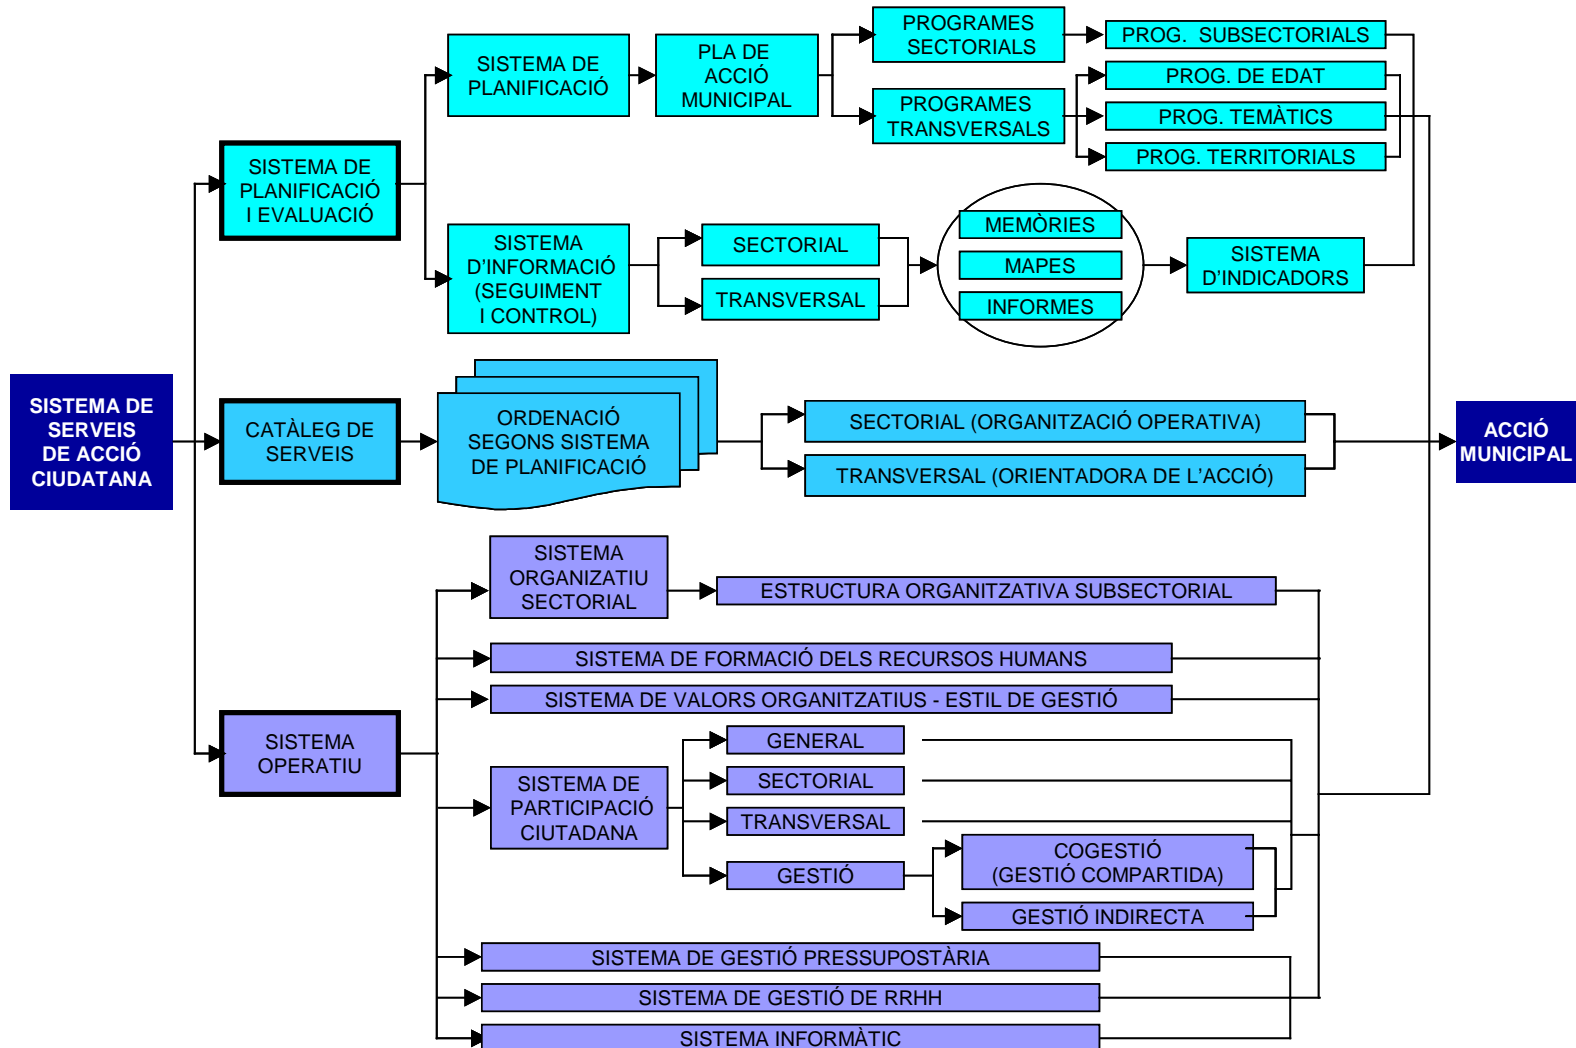 SISTEMA DE
SERVEIS
DE ACCIÓ
CIUDATANA
SISTEMA DE
PLANIFICACIÓ
I EVALUACIÓ
SISTEMA DE
PLANIFICACIÓ
PLA DE
ACCIÓ
MUNICIPAL
PROGRAMES
SECTORIALS
PROG. SUBSECTORIALS
PROGRAMES
TRANSVERSALS
PROG. DE EDAT
PROG. TEMÀTICS
PROG. TERRITORIALS
SISTEMA
D'INFORMACIÓ
(SEGUIMENT
I CONTROL)
SECTORIAL
TRANSVERSAL
MEMÒRIES
MAPES
INFORMES
SISTEMA
D'INDICADORS
CATÀLEG DE
SERVEIS
ORDENACIÓ
SEGONS SISTEMA
DE PLANIFICACIÓ
SECTORIAL (ORGANITZACIÓ OPERATIVA)
TRANSVERSAL (ORIENTADORA DE L'ACCIÓ)
ACCIÓ
MUNICIPAL
SISTEMA
OPERATIU
SISTEMA
ORGANIZATIU
SECTORIAL
ESTRUCTURA ORGANITZATIVA SUBSECTORIAL
SISTEMA DE FORMACIÓ DELS RECURSOS HUMANS
SISTEMA DE VALORS ORGANITZATIUS - ESTIL DE GESTIÓ
SISTEMA DE
PARTICIPACIÓ
CIUTADANA
GENERAL
SECTORIAL
TRANSVERSAL
GESTIÓ
COGESTIÓ
(GESTIÓ COMPARTIDA)
GESTIÓ INDIRECTA
SISTEMA DE GESTIÓ PRESSUPOSTÀRIA
SISTEMA DE GESTIÓ DE RRHH
SISTEMA INFORMÀTIC